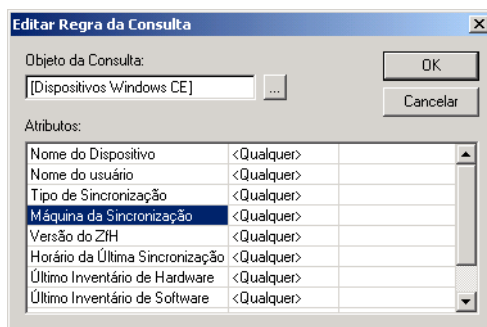 Editar Regra da Consulta
Objeto da Consulta:
[Dispositivos Windows CE] ...
OK
Cancelar
Atributos:
Nome do Dispositivo <Qualquer>
Nome do usuário <Qualquer>
Tipo de Sincronização <Qualquer>
Máquina da Sincronização <Qualquer>
Versão do ZfH <Qualquer>
Horário da Última Sincronização <Qualquer>
Último Inventário de Hardware <Qualquer>
Último Inventário de Software <Qualquer>